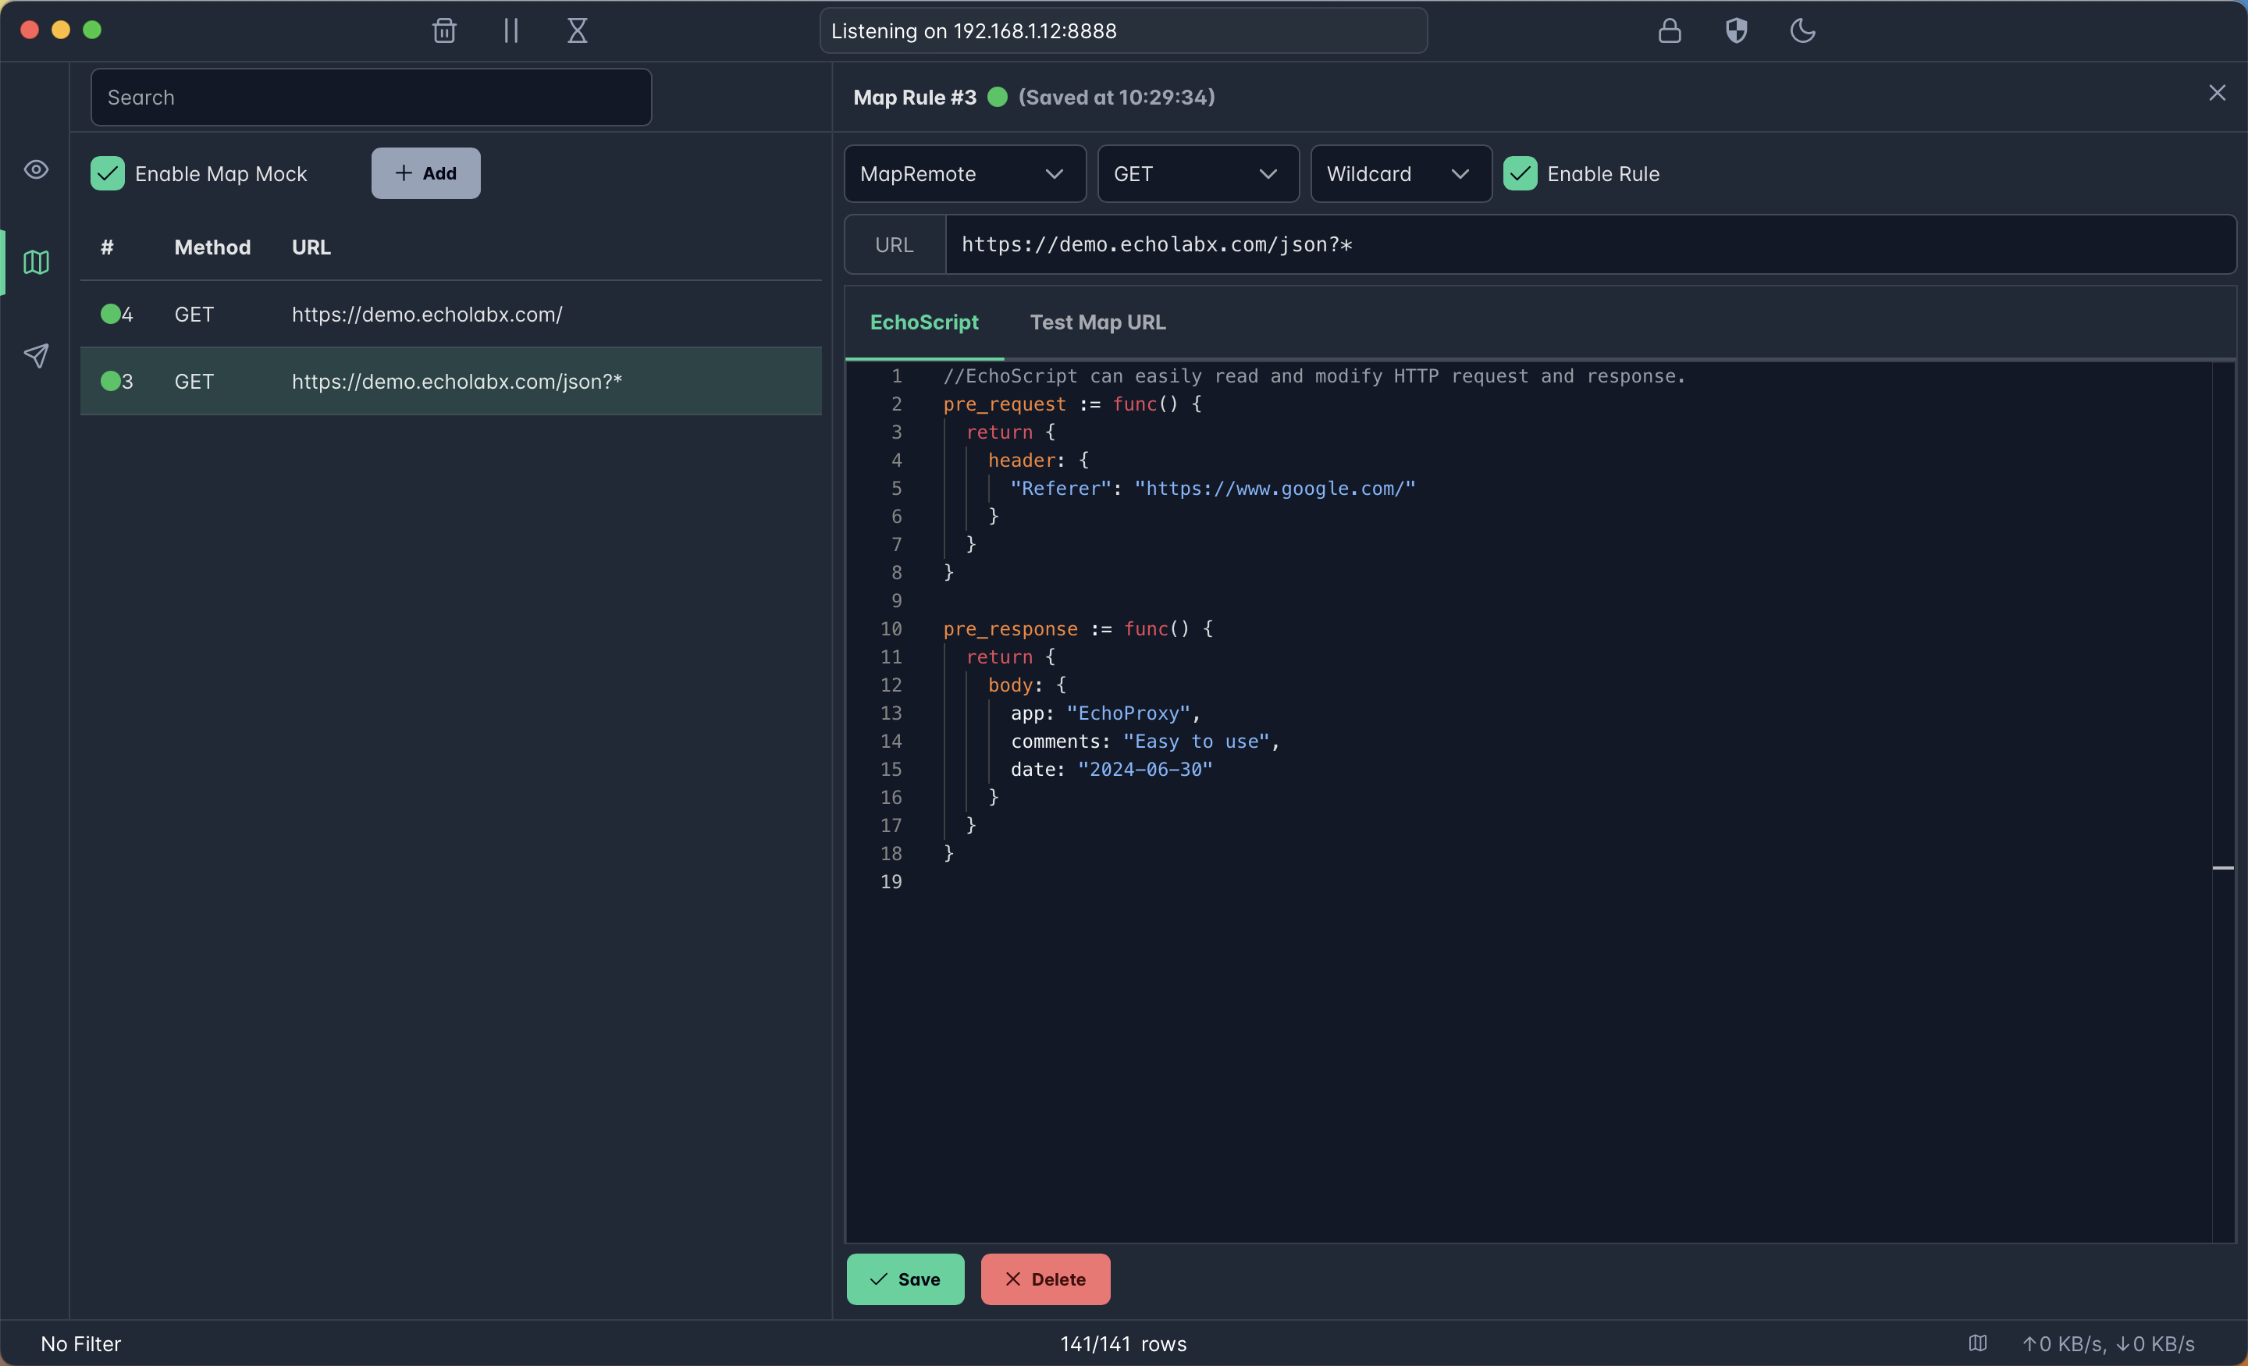 Listening on 192.168.1.12:8888
Search
Enable Map Mock
Add
# Method URL
4 GET https://demo.echolabx.com/
3 GET https://demo.echolabx.com/json?*
Map Rule #3 (Saved at 10:29:34)
MapRemote GET Wildcard Enable Rule
URL https://demo.echolabx.com/json?*
EchoScript Test Map URL
1 //EchoScript can easily read and modify HTTP request and response.
2 pre_request := func() {
3 return {
4 header: {
5 "Referer": "https://www.google.com/"
6 }
7 }
8 }
9
10 pre_response := func() {
11 return {
12 body: {
13 app: "EchoProxy",
14 comments: "Easy to use",
15 date: "2024-06-30"
16 }
17 }
18 }
19
Save Delete
No Filter 141/141 rows ↑0 KB/s, ↓0 KB/s